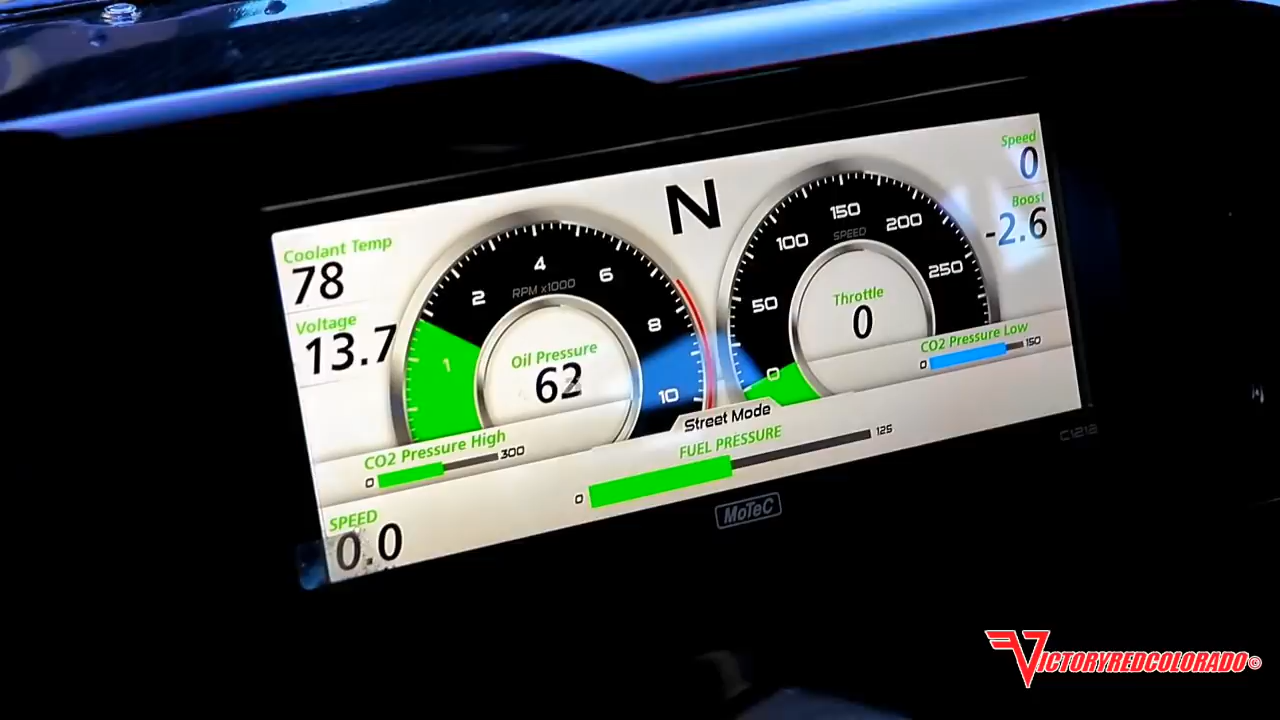 Coolant Temp
78
Voltage
13.7
1
2
4
6
8
10
RPM x1000
Oil Pressure
62
CO2 Pressure High
0
300
SPEED
0.0
N
0
50
100
150
200
250
SPEED
Throttle
0
Speed
0
Boost
-2.6
CO2 Pressure Low
0
150
Street Mode
FUEL PRESSURE
0
125
MoTeC
C1212
VICTORYREDCOLORADO©